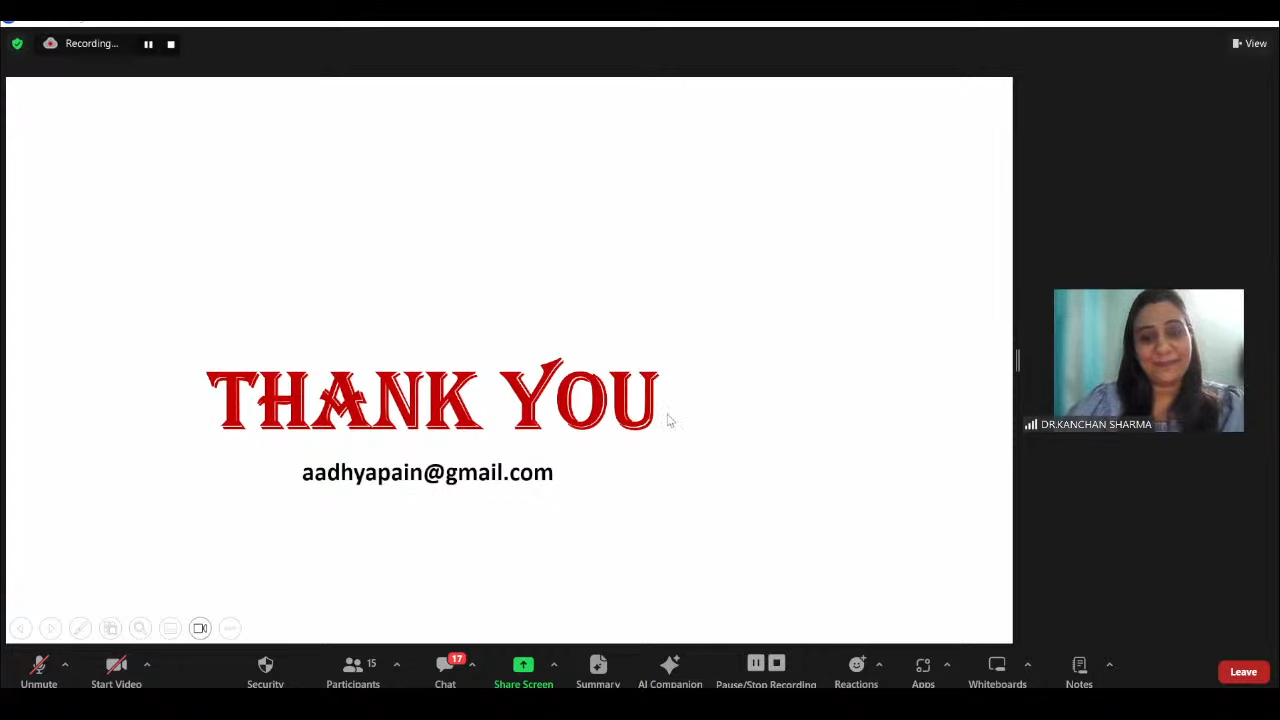 Recording...
View
THANK YOU
aadhyapain@gmail.com
DR.KANCHAN SHARMA
15
17
Unmute
Start Video
Security
Participants
Chat
Share Screen
Summary
AI Companion
Pause/Stop Recording
Reactions
Apps
Whiteboards
Notes
Leave